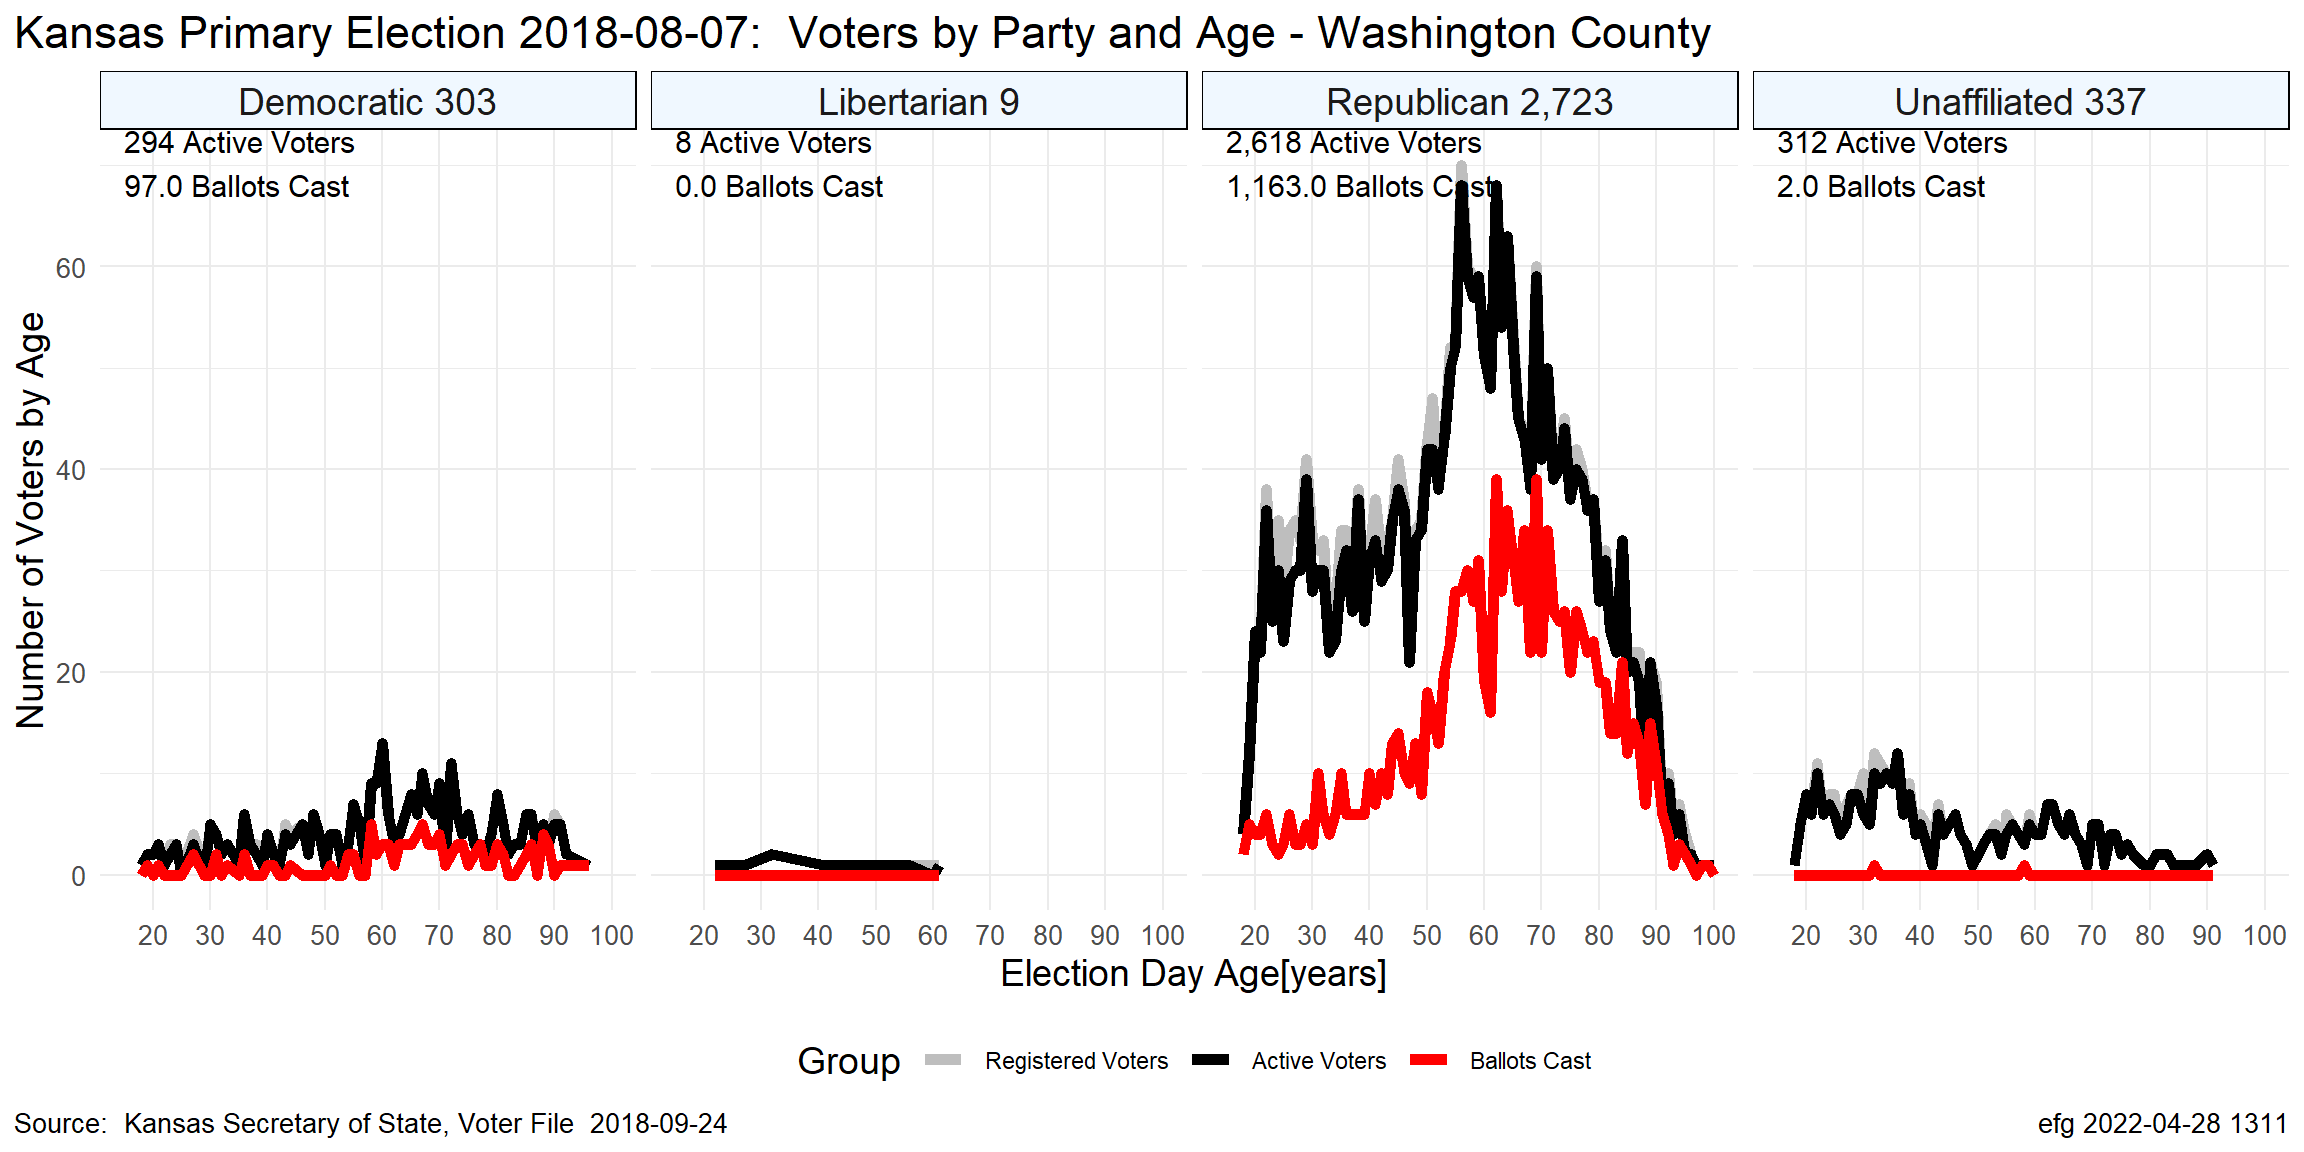 Kansas Primary Election 2018-08-07:  Voters by Party and Age - Washington County
Democratic 303
Libertarian 9
Republican 2,723
Unaffiliated 337
294 Active Voters
97.0 Ballots Cast
8 Active Voters
0.0 Ballots Cast
2,618 Active Voters
1,163.0 Ballots Cast
312 Active Voters
2.0 Ballots Cast
Number of Voters by Age
60
40
20
0
20 30 40 50 60 70 80 90 100
20 30 40 50 60 70 80 90 100
20 30 40 50 60 70 80 90 100
20 30 40 50 60 70 80 90 100
Election Day Age[years]
Group Registered Voters Active Voters Ballots Cast
Source:  Kansas Secretary of State, Voter File  2018-09-24
efg 2022-04-28 1311